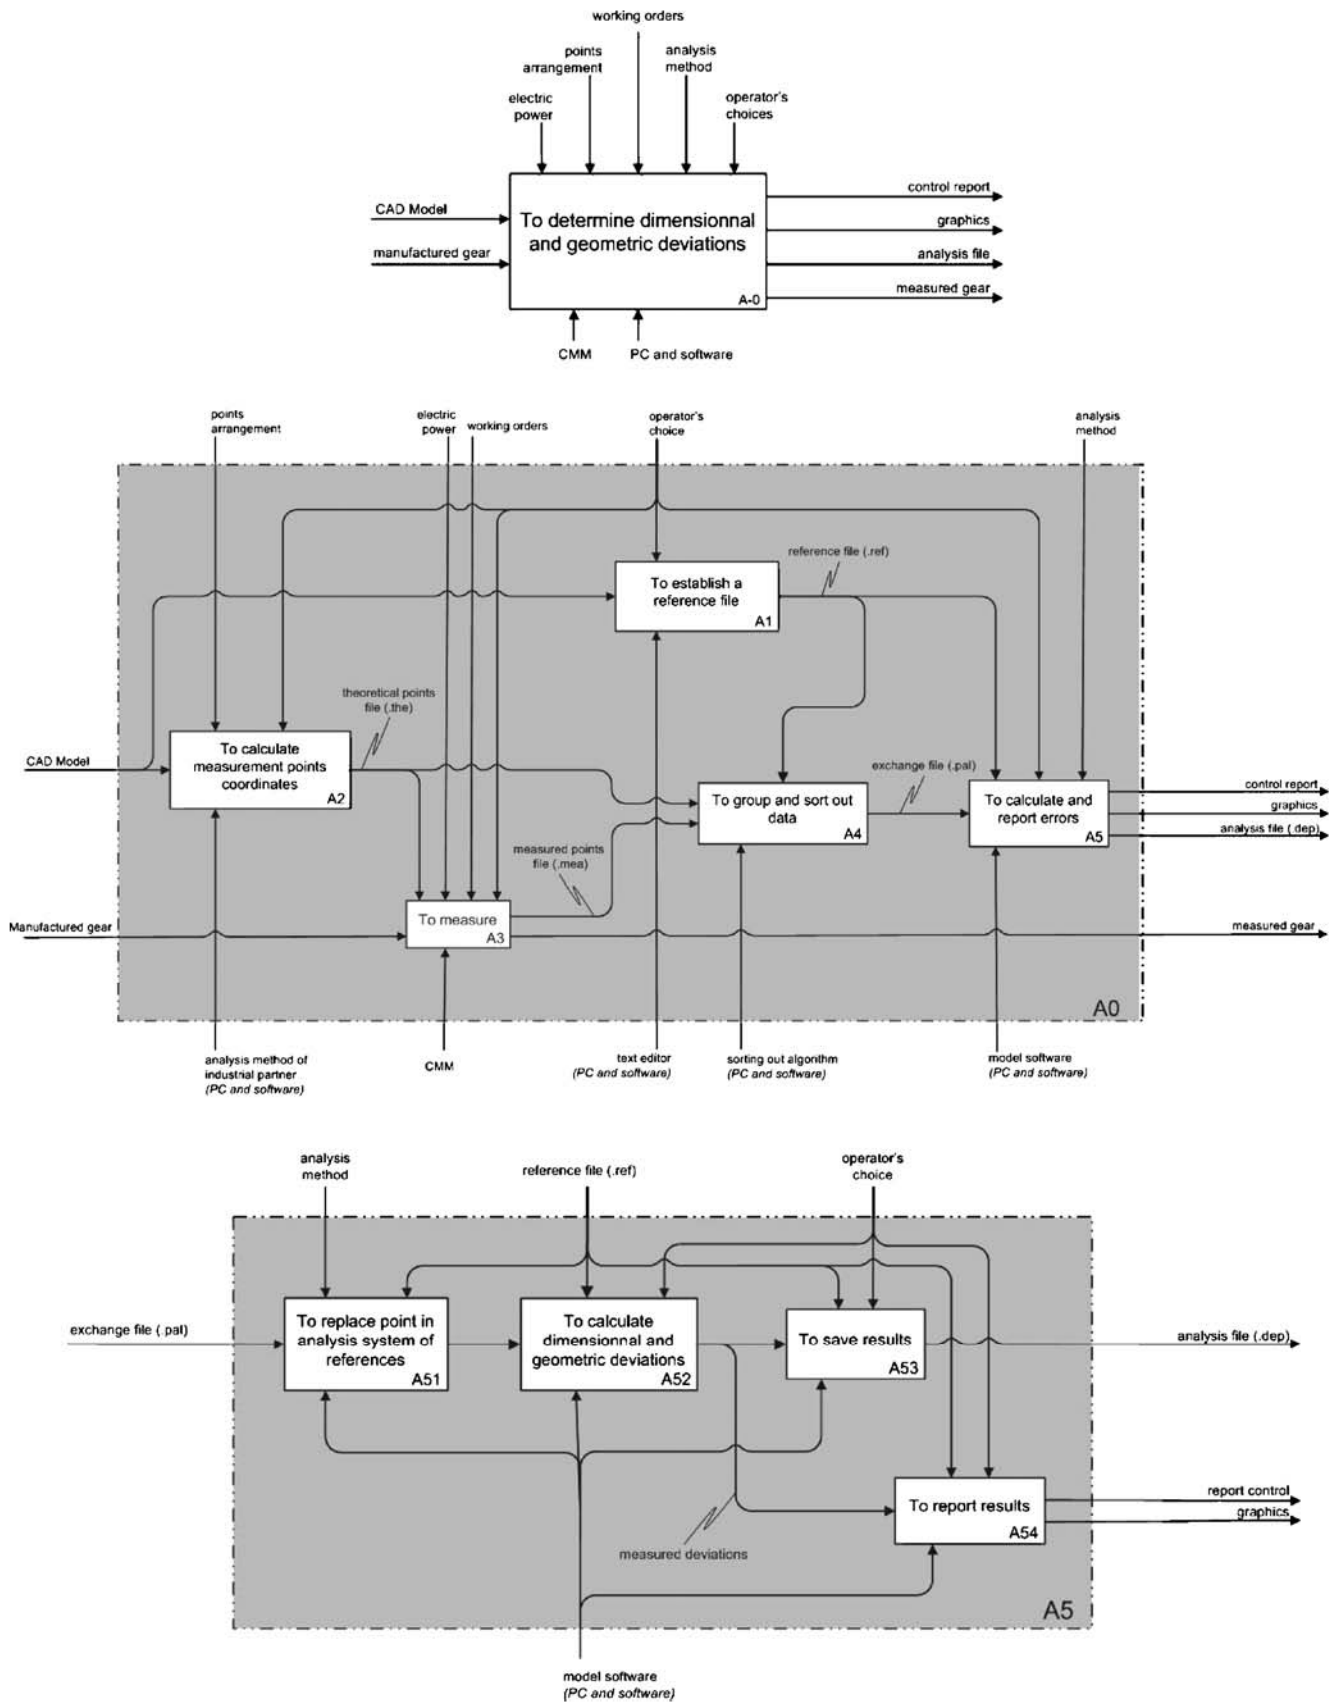 working orders
points
arrangement
analysis
method
electric
power
operator's
choices
CAD Model
manufactured gear
To determine dimensionnal
and geometric deviations
A-0
control report
graphics
analysis file
measured gear
CMM
PC and software
points
arrangement
electric
power
working orders
operator's
choice
analysis
method
reference file (.ref)
To establish a
reference file
A1
theoretical points
file (.the)
CAD Model
To calculate
measurement points
coordinates
A2
exchange file (.pal)
To group and sort out
data
A4
To calculate and
report errors
A5
control report
graphics
analysis file (.dep)
measured points
file (.mea)
To measure
A3
Manufactured gear
measured gear
A0
analysis method of
industrial partner
(PC and software)
CMM
text editor
(PC and software)
sorting out algorithm
(PC and software)
model software
(PC and software)
analysis
method
reference file (.ref)
operator's
choice
exchange file (.pal)
To replace point in
analysis system of
references
A51
To calculate
dimensionnal and
geometric deviations
A52
To save results
A53
analysis file (.dep)
To report results
A54
report control
graphics
measured deviations
A5
model software
(PC and software)